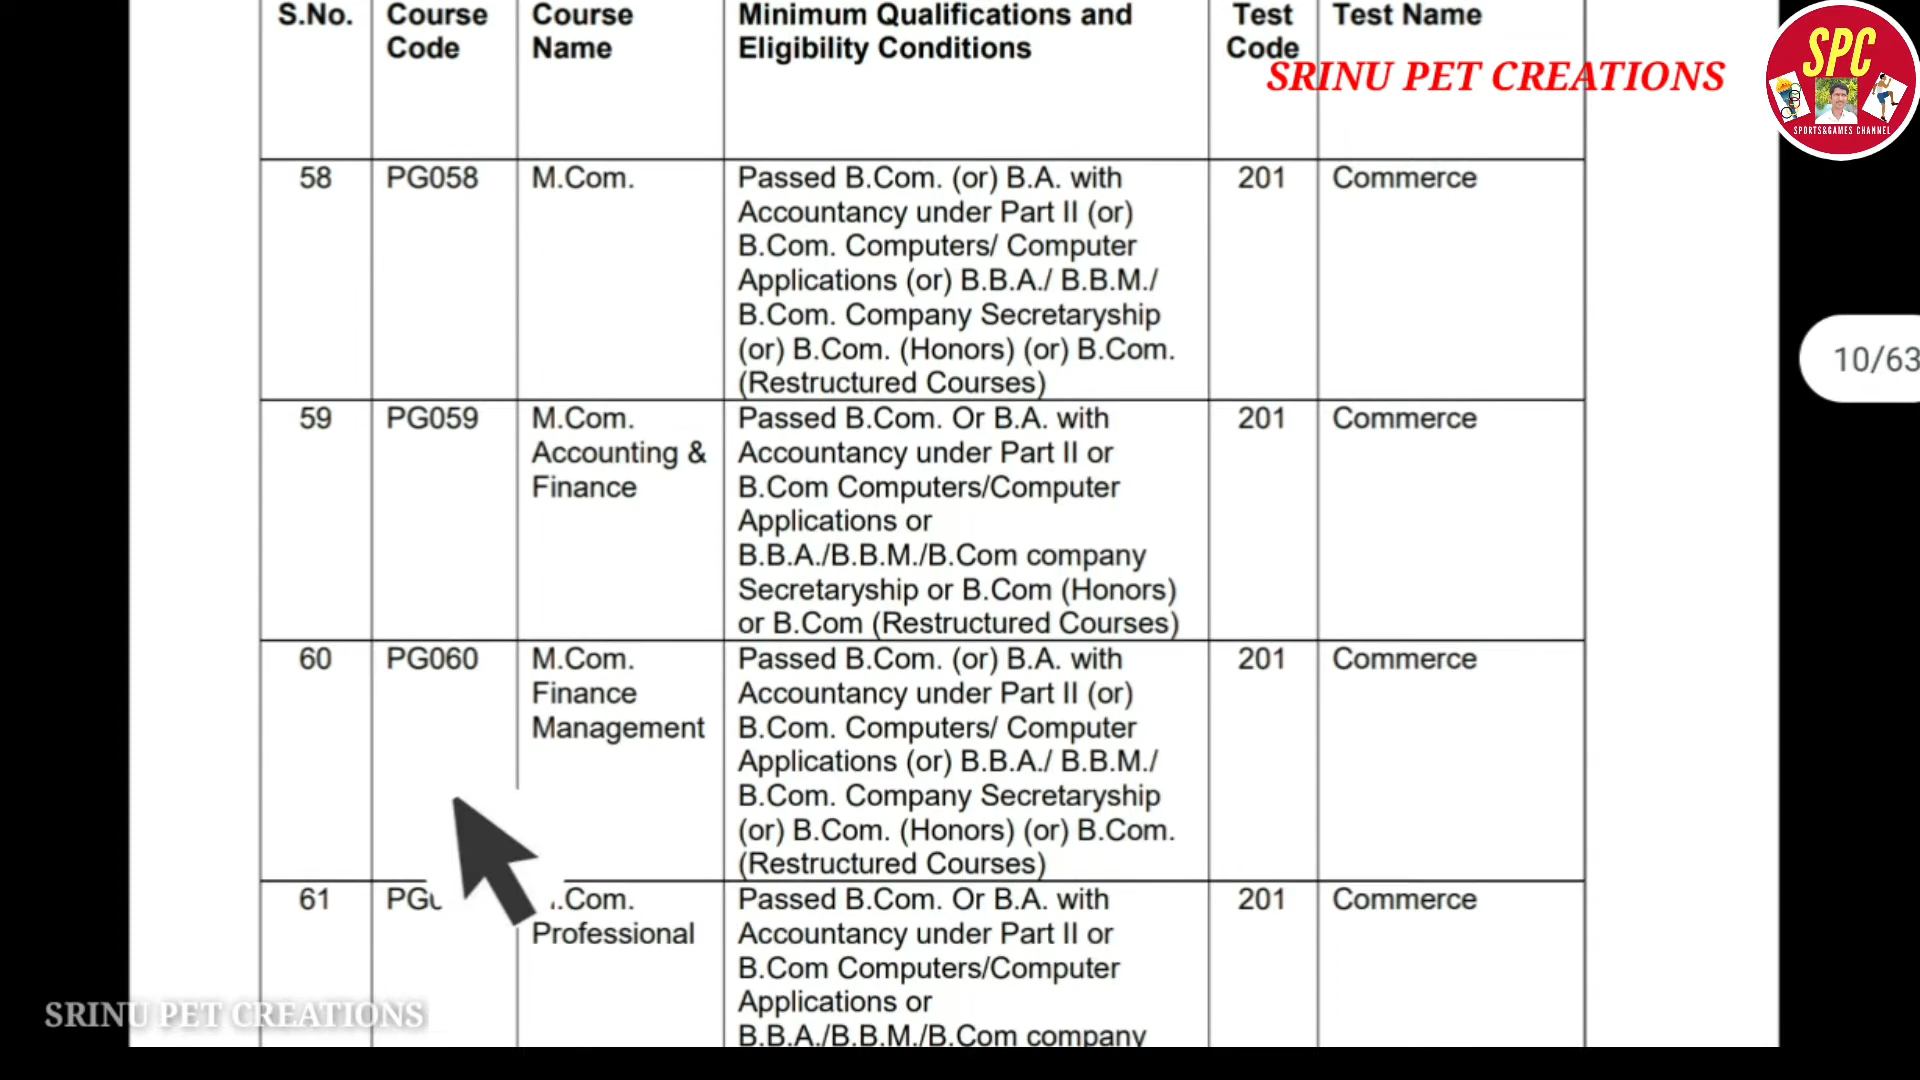 S.No. Course Code Course Name Minimum Qualifications and Eligibility Conditions Test Code Test Name
SRINU PET CREATIONS
SPC
SPORTS&GAMES CHANNEL
58 PG058 M.Com. Passed B.Com. (or) B.A. with 201 Commerce
Accountancy under Part II (or)
B.Com. Computers/ Computer
Applications (or) B.B.A./ B.B.M./
B.Com. Company Secretaryship
(or) B.Com. (Honors) (or) B.Com.
(Restructured Courses)
10/63
59 PG059 M.Com. Passed B.Com. Or B.A. with 201 Commerce
Accounting & Accountancy under Part II or
Finance B.Com Computers/Computer
Applications or
B.B.A./B.B.M./B.Com company
Secretaryship or B.Com (Honors)
or B.Com (Restructured Courses)
60 PG060 M.Com. Passed B.Com. (or) B.A. with 201 Commerce
Finance Accountancy under Part II (or)
Management B.Com. Computers/ Computer
Applications (or) B.B.A./ B.B.M./
B.Com. Company Secretaryship
(or) B.Com. (Honors) (or) B.Com.
(Restructured Courses)
61 .Com. Passed B.Com. Or B.A. with 201 Commerce
Professional Accountancy under Part II or
B.Com Computers/Computer
Applications or
B.B.A./B.B.M./B.Com company
SRINU PET CREATIONS